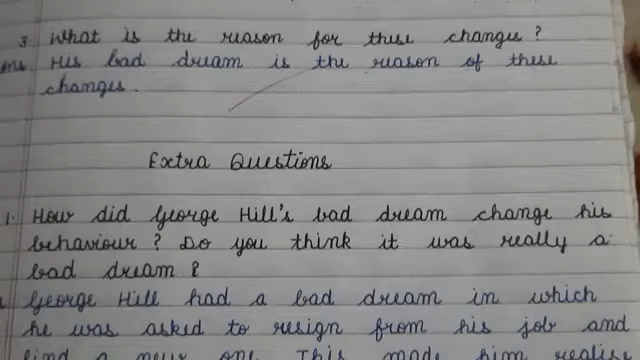 3. What is the reason for these changes?
Ans His bad dream is the reason of these
changes.
Extra Questions
1. How did George Hill's bad dream change his
behaviour? Do you think it was really a
bad dream?
George Hill had a bad dream in which
he was asked to resign from his job and
find a new one. This made him realise